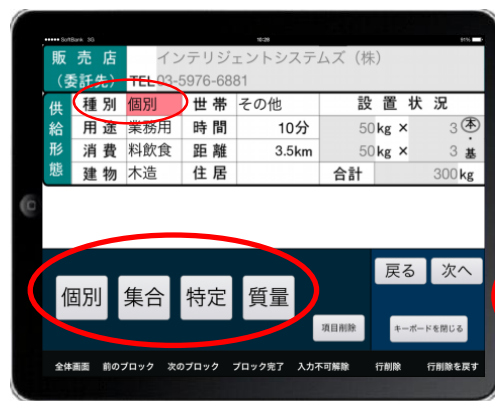 SoftBank 3G 10:28 91%
販売店 インテリジェントシステムズ（株）
（委託先） TEL 03-5976-6881
供給形態
種別 個別 世帯 その他 設置状況
用途 業務用 時間 10分 50kg × 3 本
消費 料飲食 距離 3.5km 50kg × 3 基
建物 木造 住居 合計 300kg
戻る 次へ
個別 集合 特定 質量
項目削除 キーボードを閉じる
全体画面 前のブロック 次のブロック ブロック完了 入力不可解除 行削除 行削除を戻す